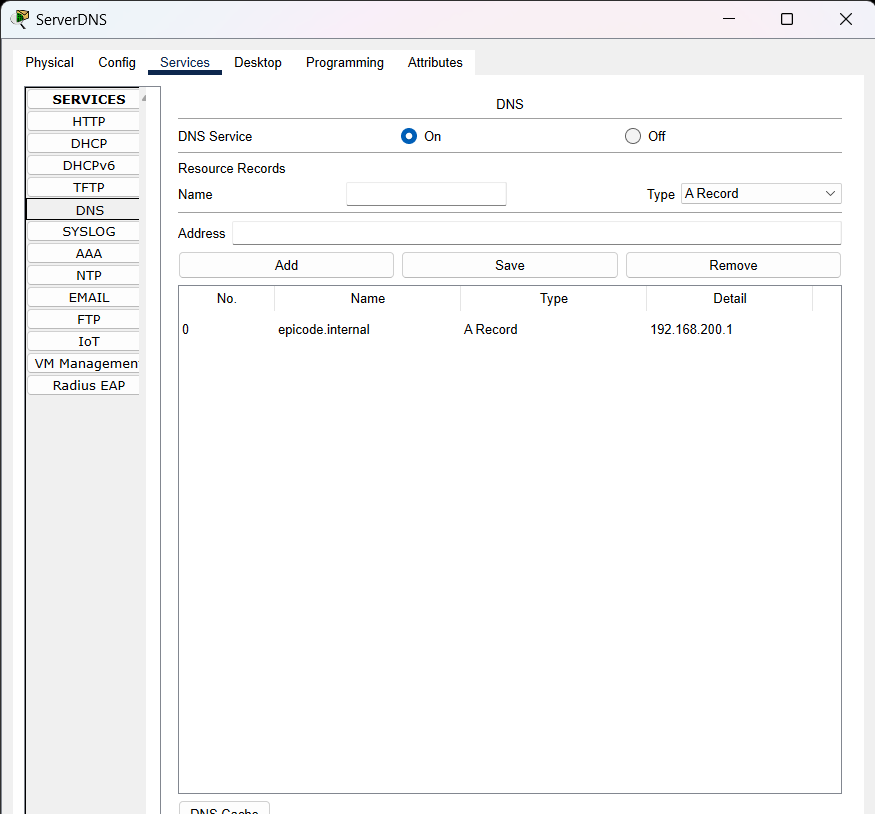 ServerDNS
Physical Config Services Desktop Programming Attributes
SERVICES
HTTP
DHCP
DHCPv6
TFTP
DNS
SYSLOG
AAA
NTP
EMAIL
FTP
IoT
VM Managemen
Radius EAP
DNS
DNS Service On Off
Resource Records
Name Type A Record
Address
Add Save Remove
No. Name Type Detail
0 epicode.internal A Record 192.168.200.1
DNS Cache